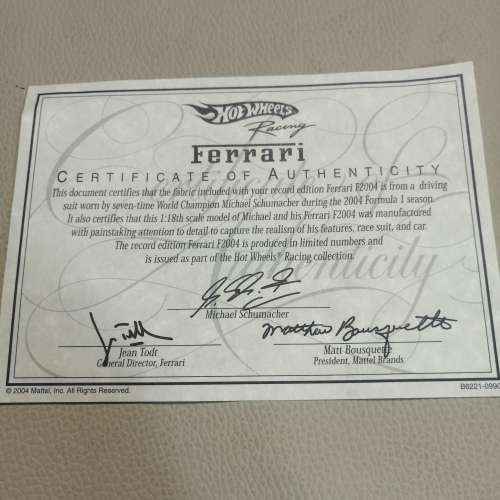 Hot Wheels
Racing
Ferrari
CERTIFICATE OF AUTHENTICITY
This document certifies that the fabric included with your record edition Ferrari F2004 is from a driving
suit worn by seven-time World Champion Michael Schumacher during the 2004 Formula 1 season.
It also certifies that this 1:18th scale model of Michael and his Ferrari F2004 was manufactured
with painstaking attention to detail to capture the realism of his features, race suit, and car.
The record edition Ferrari F2004 is produced in limited numbers and
is issued as part of the Hot Wheels® Racing collection.
Michael Schumacher
Matthew Bousquette
Jean Todt
General Director, Ferrari
Matt Bousquette
President, Mattel Brands
© 2004 Mattel, Inc. All Rights Reserved.
B6221-0990